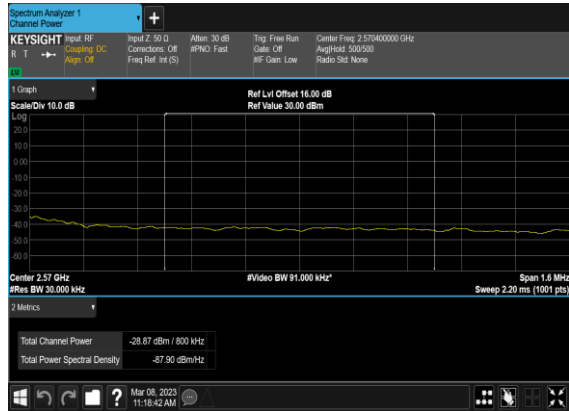 Spectrum Analyzer 1
Channel Power
+
KEYSIGHT Input: RF Input Z: 50 Ω Atten: 30 dB Trig: Free Run Center Freq: 2.570400000 GHz
R T Coupling: DC Corrections: Off #PNO: Fast Gate: Off Avg|Hold: 500/500
Align: Off Freq Ref: Int (S) #IF Gain: Low Radio Std: None
1 Graph
Ref Lvl Offset 16.00 dB
Scale/Div 10.0 dB Ref Value 30.00 dBm
Log
20.0
10.0
0.00
-10.0
-20.0
-30.0
-40.0
-50.0
-60.0
Center 2.57 GHz #Video BW 91.000 kHz* Span 1.6 MHz
#Res BW 30.000 kHz Sweep 2.20 ms (1001 pts)
2 Metrics
Total Channel Power -28.87 dBm / 800 kHz
Total Power Spectral Density -87.90 dBm/Hz
? Mar 08, 2023
11:18:42 AM